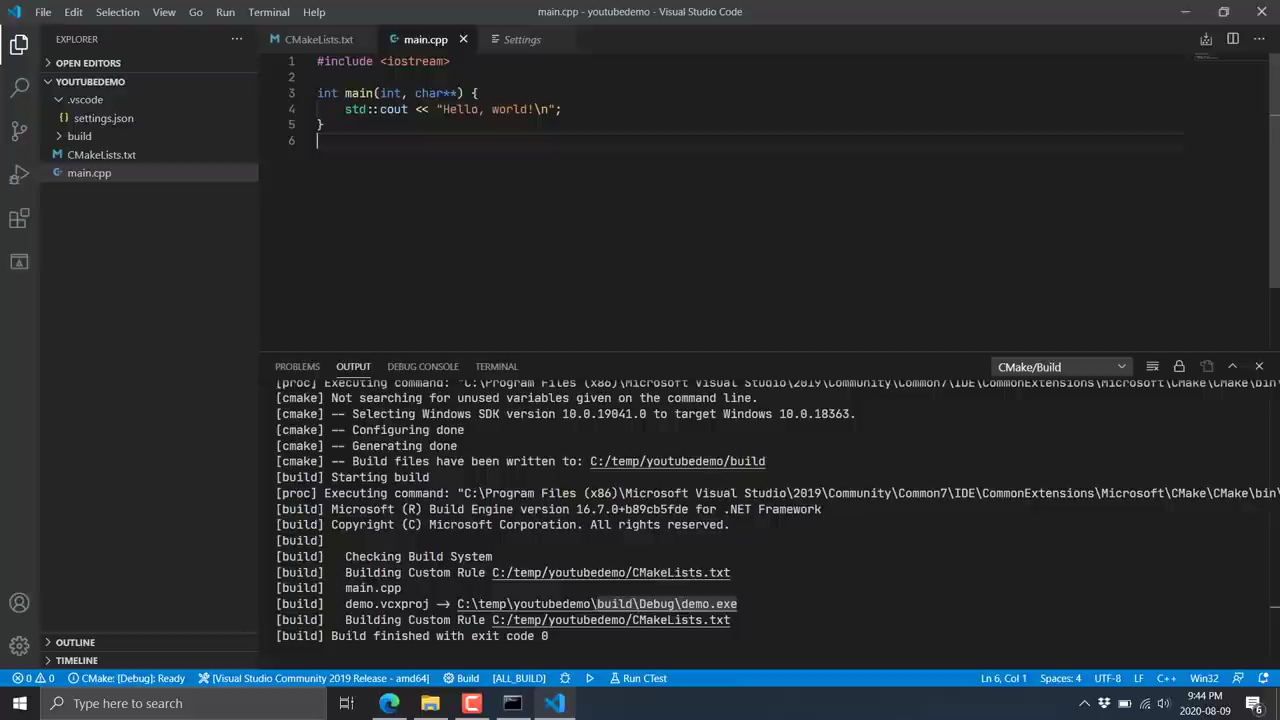 File Edit Selection View Go Run Terminal Help
main.cpp - youtubedemo - Visual Studio Code
EXPLORER
OPEN EDITORS
YOUTUBEDEMO
.vscode
{} settings.json
build
M CMakeLists.txt
main.cpp
OUTLINE
TIMELINE
M CMakeLists.txt
main.cpp
Settings
1 #include <iostream>
2
3 int main(int, char**) {
4 std::cout << "Hello, world!\n";
5 }
6
PROBLEMS OUTPUT DEBUG CONSOLE TERMINAL
CMake/Build
[proc] Executing command: "C:\Program Files (x86)\Microsoft Visual Studio\2019\Community\Common7\IDE\CommonExtensions\Microsoft\CMake\CMake\bin\
[cmake] Not searching for unused variables given on the command line.
[cmake] -- Selecting Windows SDK version 10.0.19041.0 to target Windows 10.0.18363.
[cmake] -- Configuring done
[cmake] -- Generating done
[cmake] -- Build files have been written to: C:/temp/youtubedemo/build
[build] Starting build
[proc] Executing command: "C:\Program Files (x86)\Microsoft Visual Studio\2019\Community\Common7\IDE\CommonExtensions\Microsoft\CMake\CMake\bin\
[build] Microsoft (R) Build Engine version 16.7.0+b89cb5fde for .NET Framework
[build] Copyright (C) Microsoft Corporation. All rights reserved.
[build]
[build] Checking Build System
[build] Building Custom Rule C:/temp/youtubedemo/CMakeLists.txt
[build] main.cpp
[build] demo.vcxproj -> C:\temp\youtubedemo\build\Debug\demo.exe
[build] Building Custom Rule C:/temp/youtubedemo/CMakeLists.txt
[build] Build finished with exit code 0
0 0 CMake: [Debug]: Ready [Visual Studio Community 2019 Release - amd64] Build [ALL_BUILD] Run CTest Ln 6, Col 1 Spaces: 4 UTF-8 LF C++ Win32
Type here to search
9:44 PM
2020-08-09
6